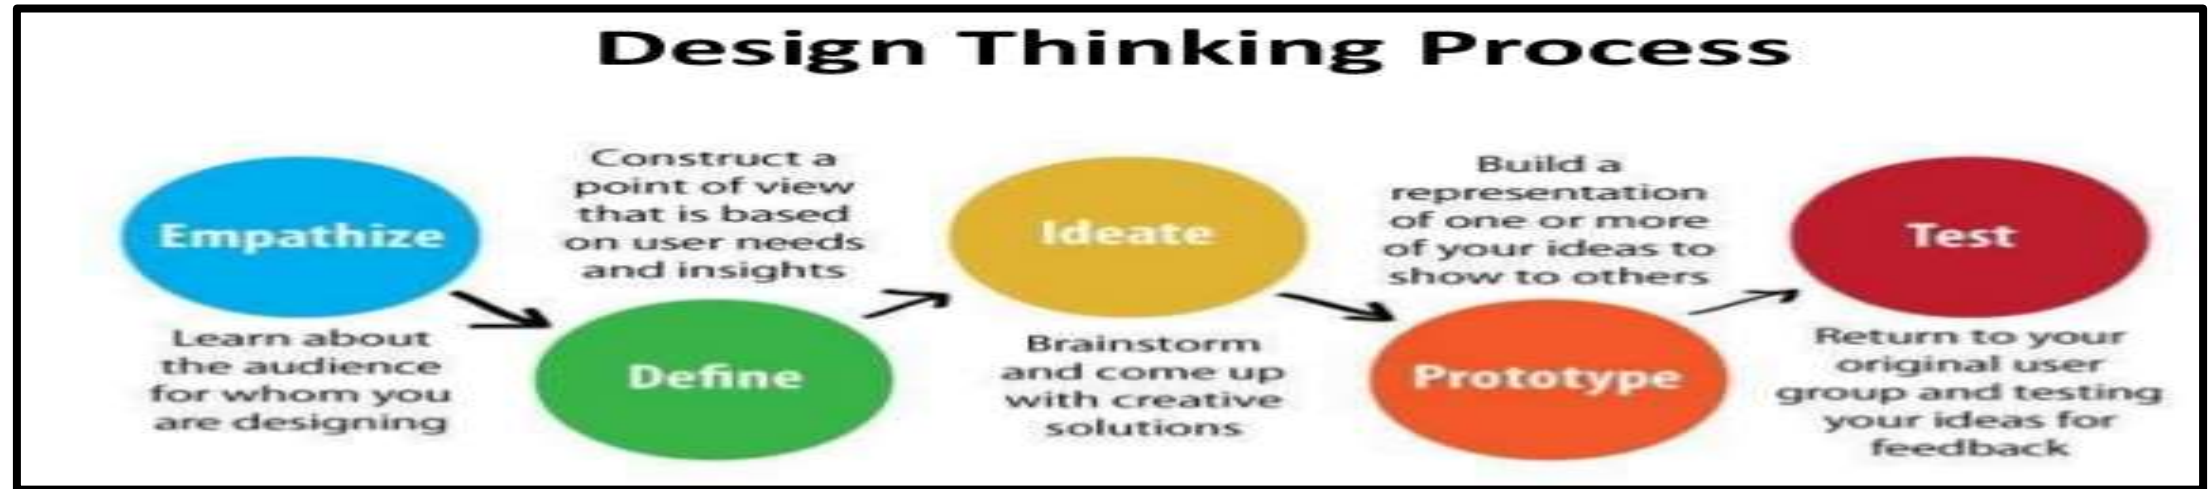 Design Thinking Process
Empathize
Learn about
the audience
for whom you
are designing
Construct a
point of view
that is based
on user needs
and insights
Define
Ideate
Brainstorm
and come up
with creative
solutions
Build a
representation
of one or more
of your ideas to
show to others
Prototype
Test
Return to your
original user
group and testing
your ideas for
feedback